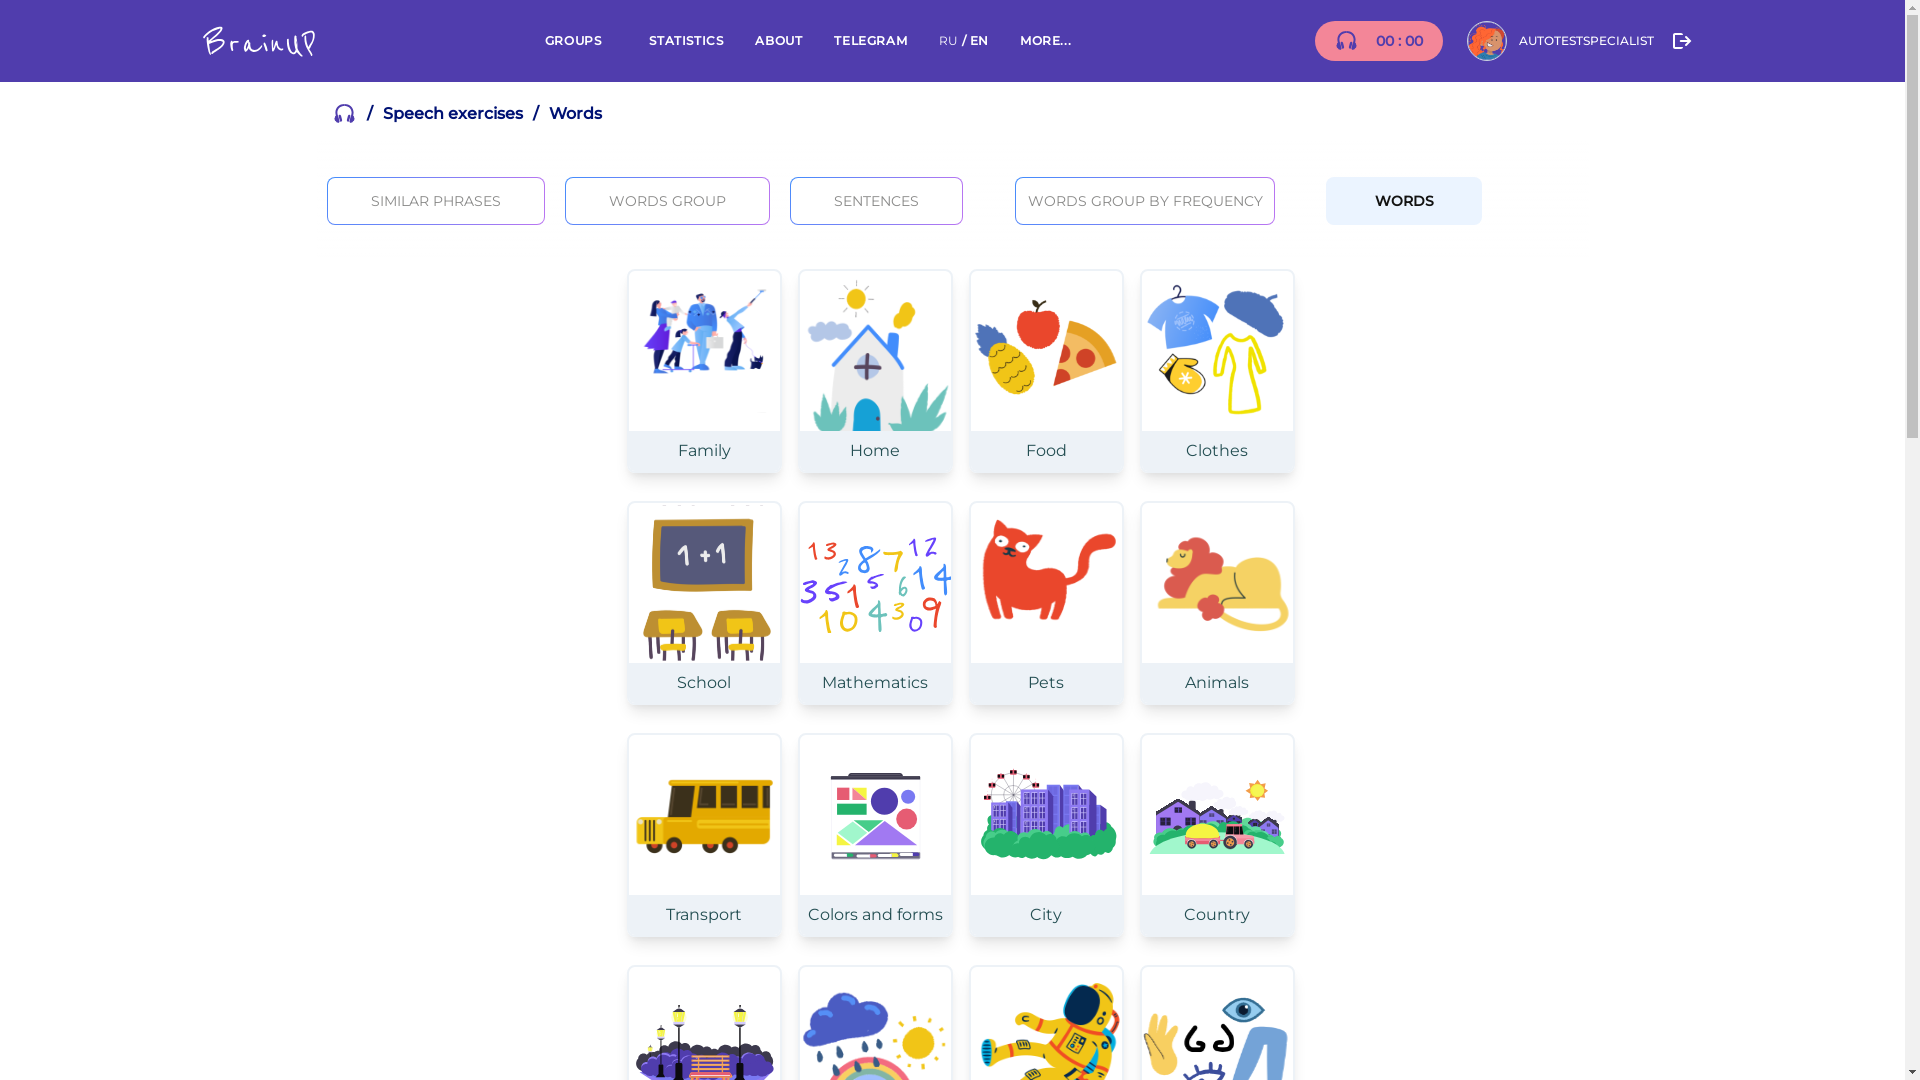 BrainUP
GROUPS
STATISTICS
ABOUT
TELEGRAM
RU / EN
MORE...
00 : 00
AUTOTESTSPECIALIST
/ Speech exercises / Words
SIMILAR PHRASES
WORDS GROUP
SENTENCES
WORDS GROUP BY FREQUENCY
WORDS
Family
Home
Food
Clothes
1 + 1
13 2 8 7 12
3 5 1 5 6 14
10 4 3 0 9
School
Mathematics
Pets
Animals
Transport
Colors and forms
City
Country